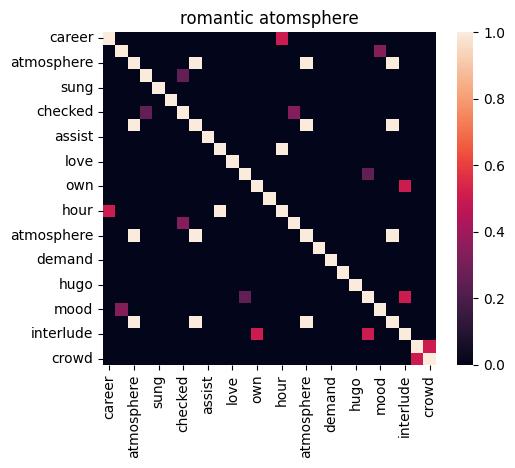 romantic atomsphere
career
atmosphere
sung
checked
assist
love
own
hour
atmosphere
demand
hugo
mood
interlude
crowd
1.0
0.8
0.6
0.4
0.2
0.0
career
atmosphere
sung
checked
assist
love
own
hour
atmosphere
demand
hugo
mood
interlude
crowd